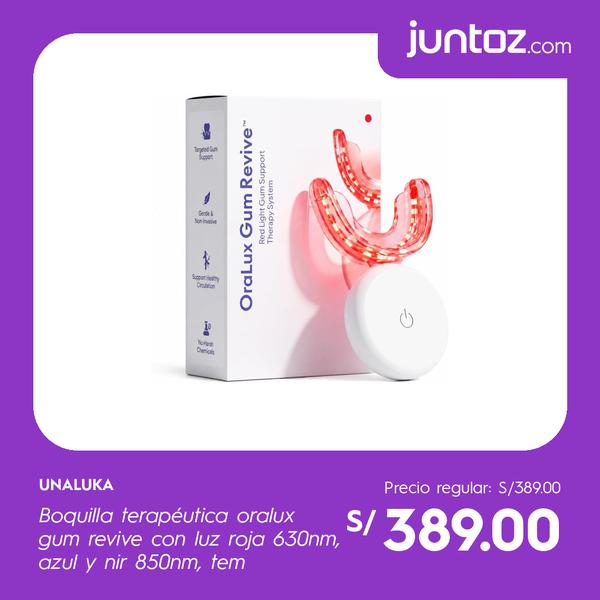 juntoz.com
OraLux Gum Revive™
Red Light Gum Support
Therapy System
Targeted Gum
Support
Gentle &
Non-Invasive
Support Healthy
Circulation
No Harsh
Chemicals
UNALUKA
Boquilla terapéutica oralux
gum revive con luz roja 630nm,
azul y nir 850nm, tem
Precio regular: S/389.00
S/ 389.00